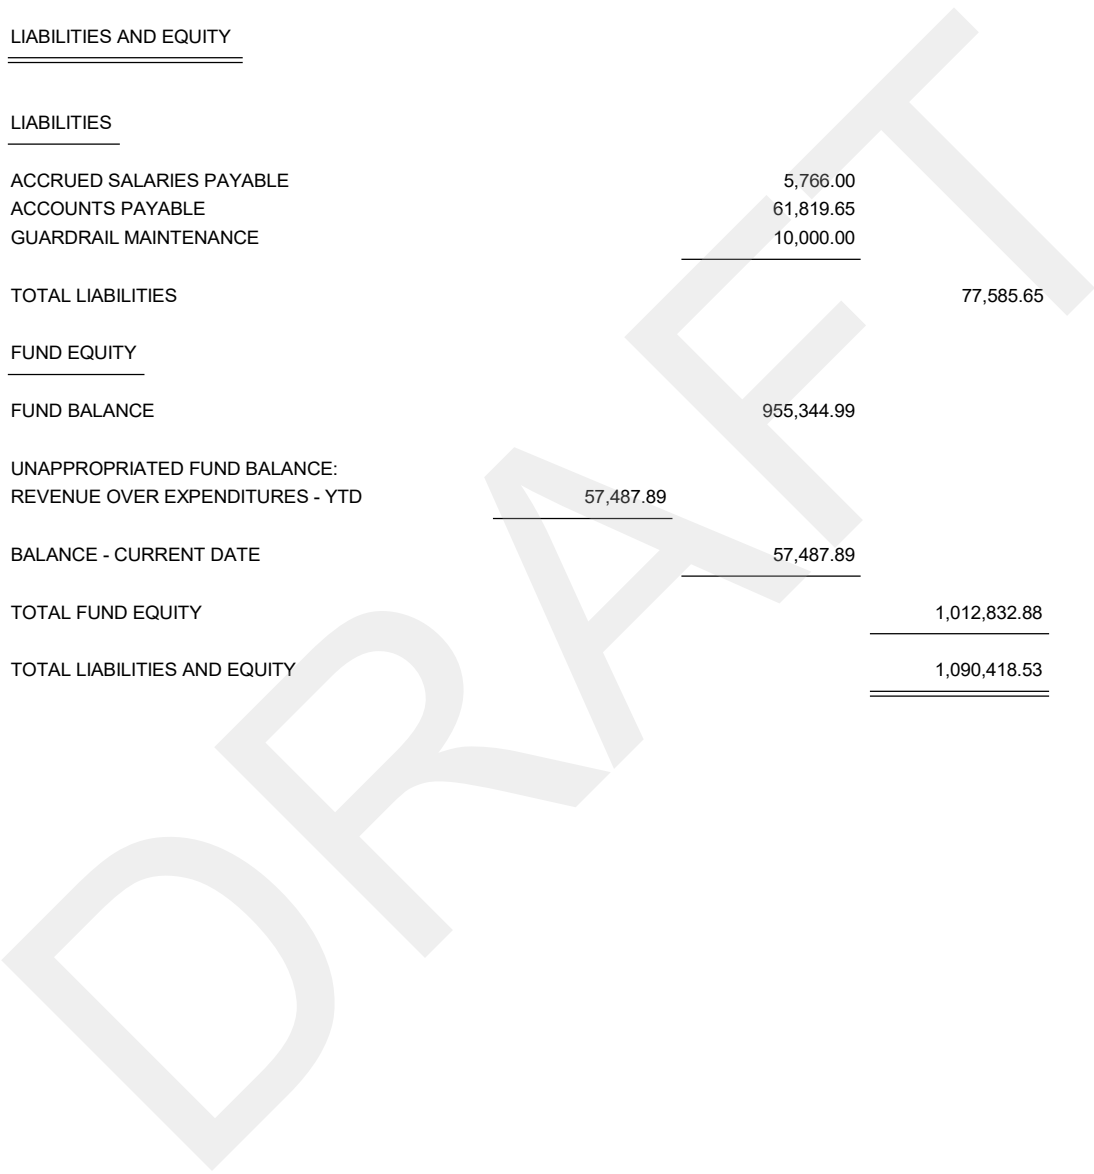 LIABILITIES AND EQUITY
LIABILITIES
ACCRUED SALARIES PAYABLE 5,766.00
ACCOUNTS PAYABLE 61,819.65
GUARDRAIL MAINTENANCE 10,000.00
TOTAL LIABILITIES 77,585.65
FUND EQUITY
FUND BALANCE 955,344.99
UNAPPROPRIATED FUND BALANCE:
REVENUE OVER EXPENDITURES - YTD 57,487.89
BALANCE - CURRENT DATE 57,487.89
TOTAL FUND EQUITY 1,012,832.88
TOTAL LIABILITIES AND EQUITY 1,090,418.53
DRAFT